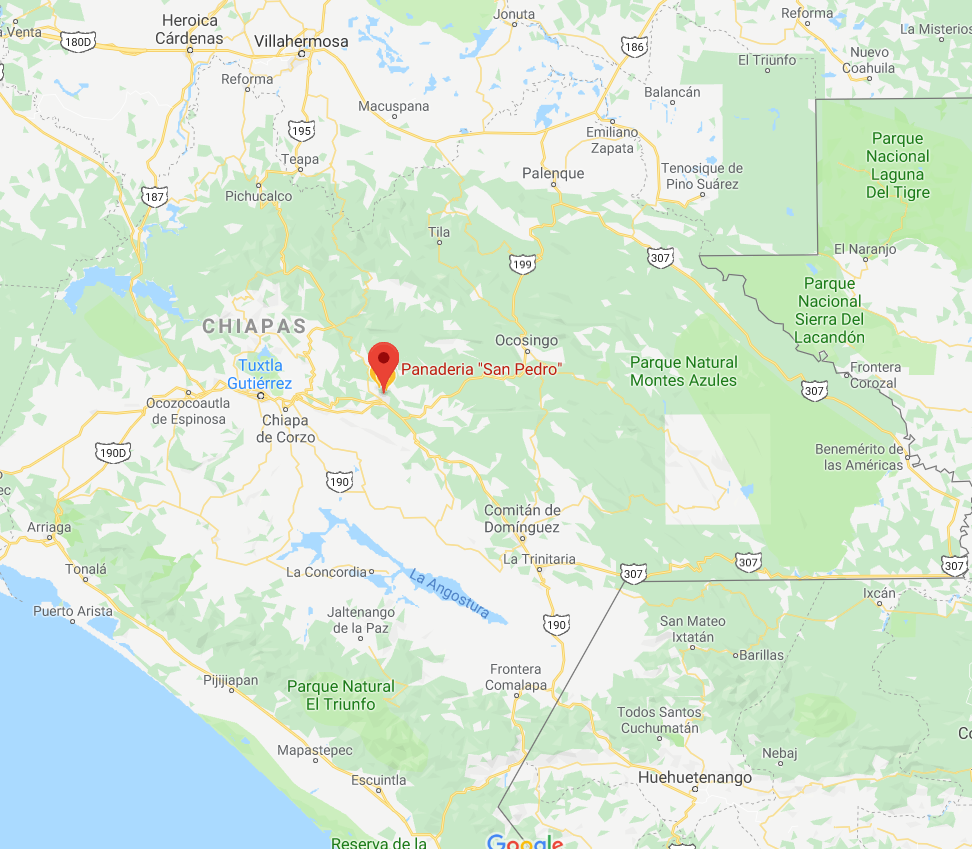 Jonuta
Reforma
a Venta
180D
Heroica
Cárdenas
Villahermosa
186
La Misterios
Nuevo
Coahuila
El Triunfo
Reforma
Macuspana
Balancán
195
Emiliano
Zapata
Parque
Nacional
Laguna
Del Tigre
Teapa
Palenque
Tenosique de
Pino Suárez
187
Pichucalco
Tila
El Naranjo
199
307
Parque
Nacional
Sierra Del
Lacandón
CHIAPAS
Ocosingo
Tuxtla
Gutiérrez
Panaderia "San Pedro"
Parque Natural
Montes Azules
Frontera
Corozal
307
Ocozocoautla
de Espinosa
Chiapa
de Corzo
190D
Benemérito de
las Américas
190
ec
Comitán de
Domínguez
Arriaga
La Trinitaria
Tonalá
La Concordia
307
307
307
La Angostura
Ixcán
Puerto Arista
Jaltenango
de la Paz
190
San Mateo
Ixtatán
Barillas
Pijijiapan
Frontera
Comalapa
Parque Natural
El Triunfo
Todos Santos
Cuchumatán
Co
Mapastepec
Nebaj
Escuintla
Huehuetenango
Reserva de la
Google